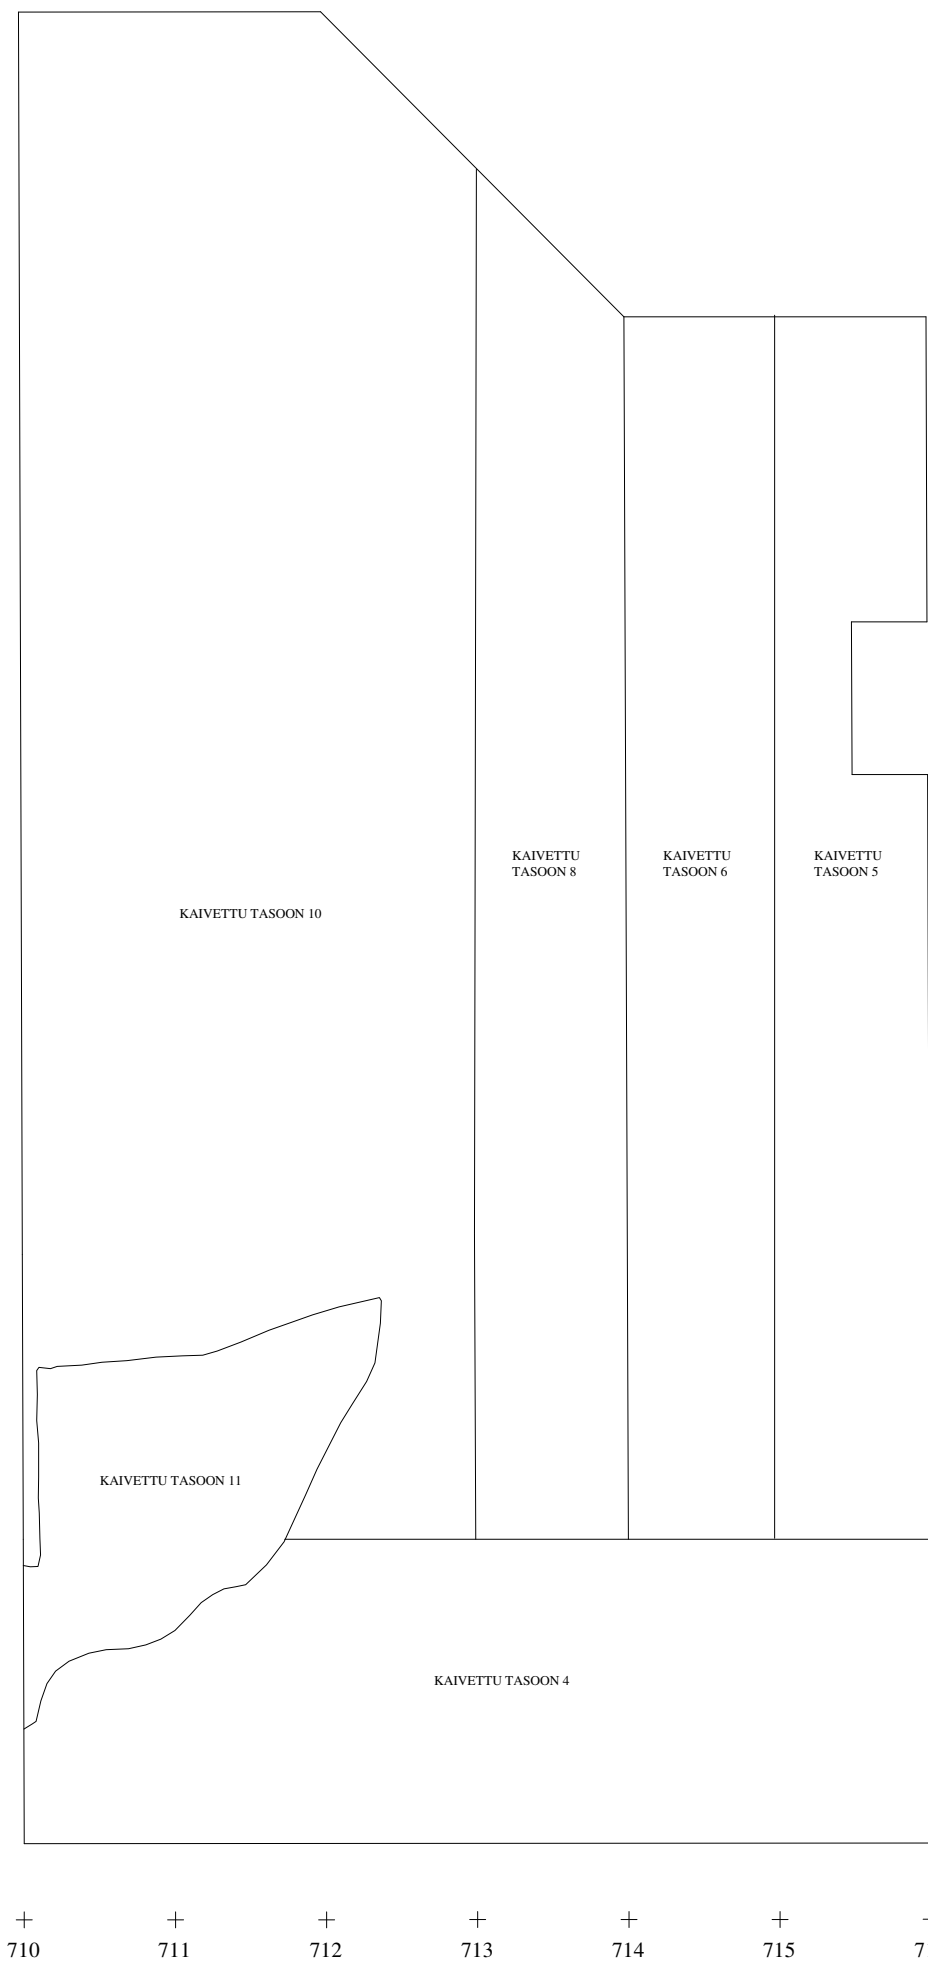 KAIVETTU
TASOON 8
KAIVETTU
TASOON 6
KAIVETTU
TASOON 5
KAIVETTU TASOON 10
KAIVETTU TASOON 11
KAIVETTU TASOON 4
710 711 712 713 714 715